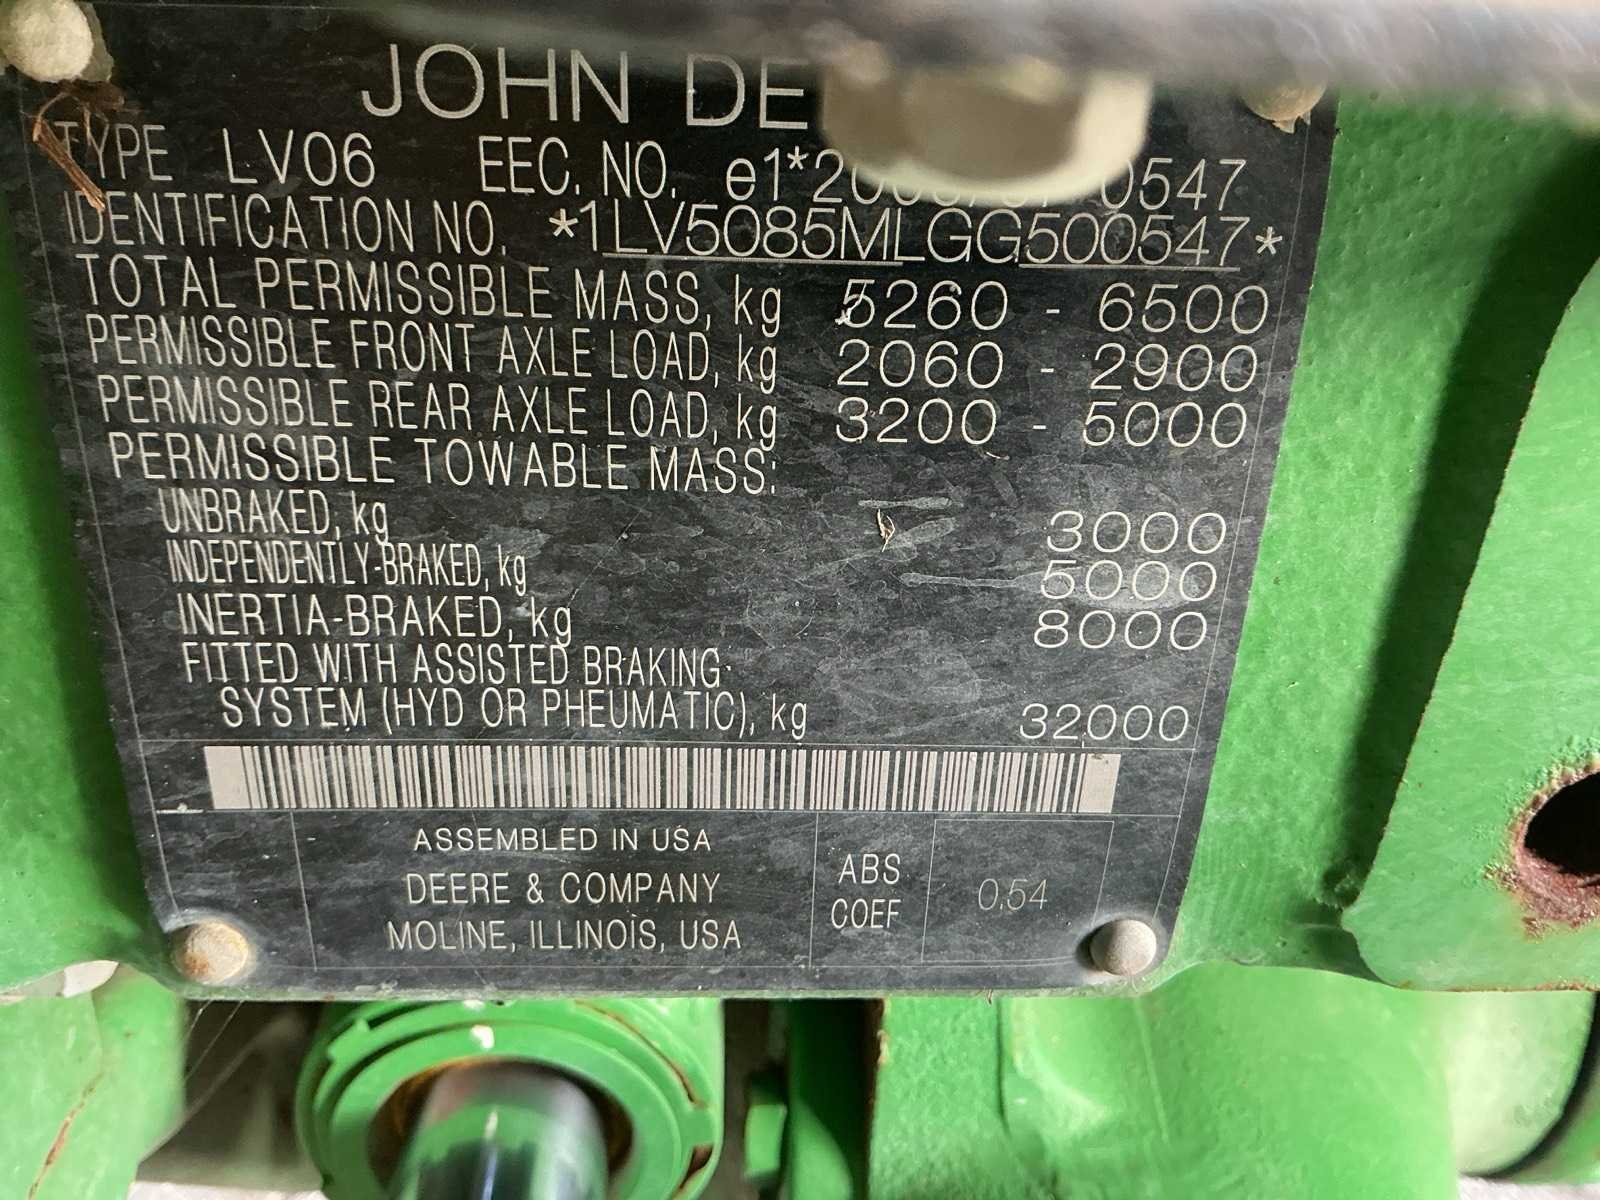 JOHN DE
TYPE LV06 EEC. NO. 0547
IDENTIFICATION NO. *1LV5085MLGG500547*
TOTAL PERMISSIBLE MASS, kg 5260 - 6500
PERMISSIBLE FRONT AXLE LOAD, kg 2060 - 2900
PERMISSIBLE REAR AXLE LOAD, kg 3200 - 5000
PERMISSIBLE TOWABLE MASS:
UNBRAKED, kg 3000
INDEPENDENTLY-BRAKED, kg 5000
INERTIA-BRAKED, kg 8000
FITTED WITH ASSISTED BRAKING
SYSTEM (HYD OR PHEUMATIC), kg 32000
ASSEMBLED IN USA
DEERE & COMPANY
MOLINE, ILLINOIS, USA
ABS
COEF
0,54